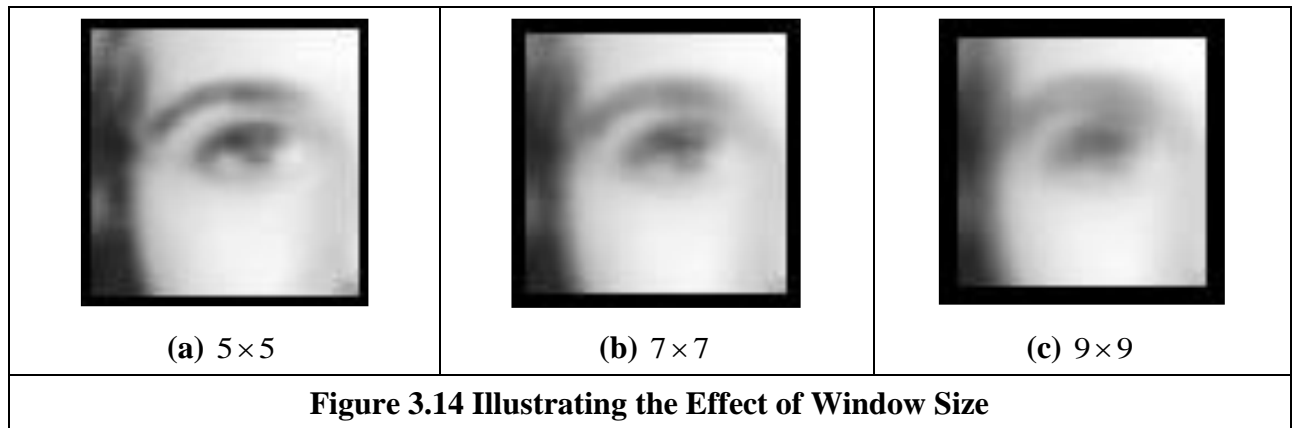 (a) 5×5
(b) 7×7
(c) 9×9
Figure 3.14 Illustrating the Effect of Window Size